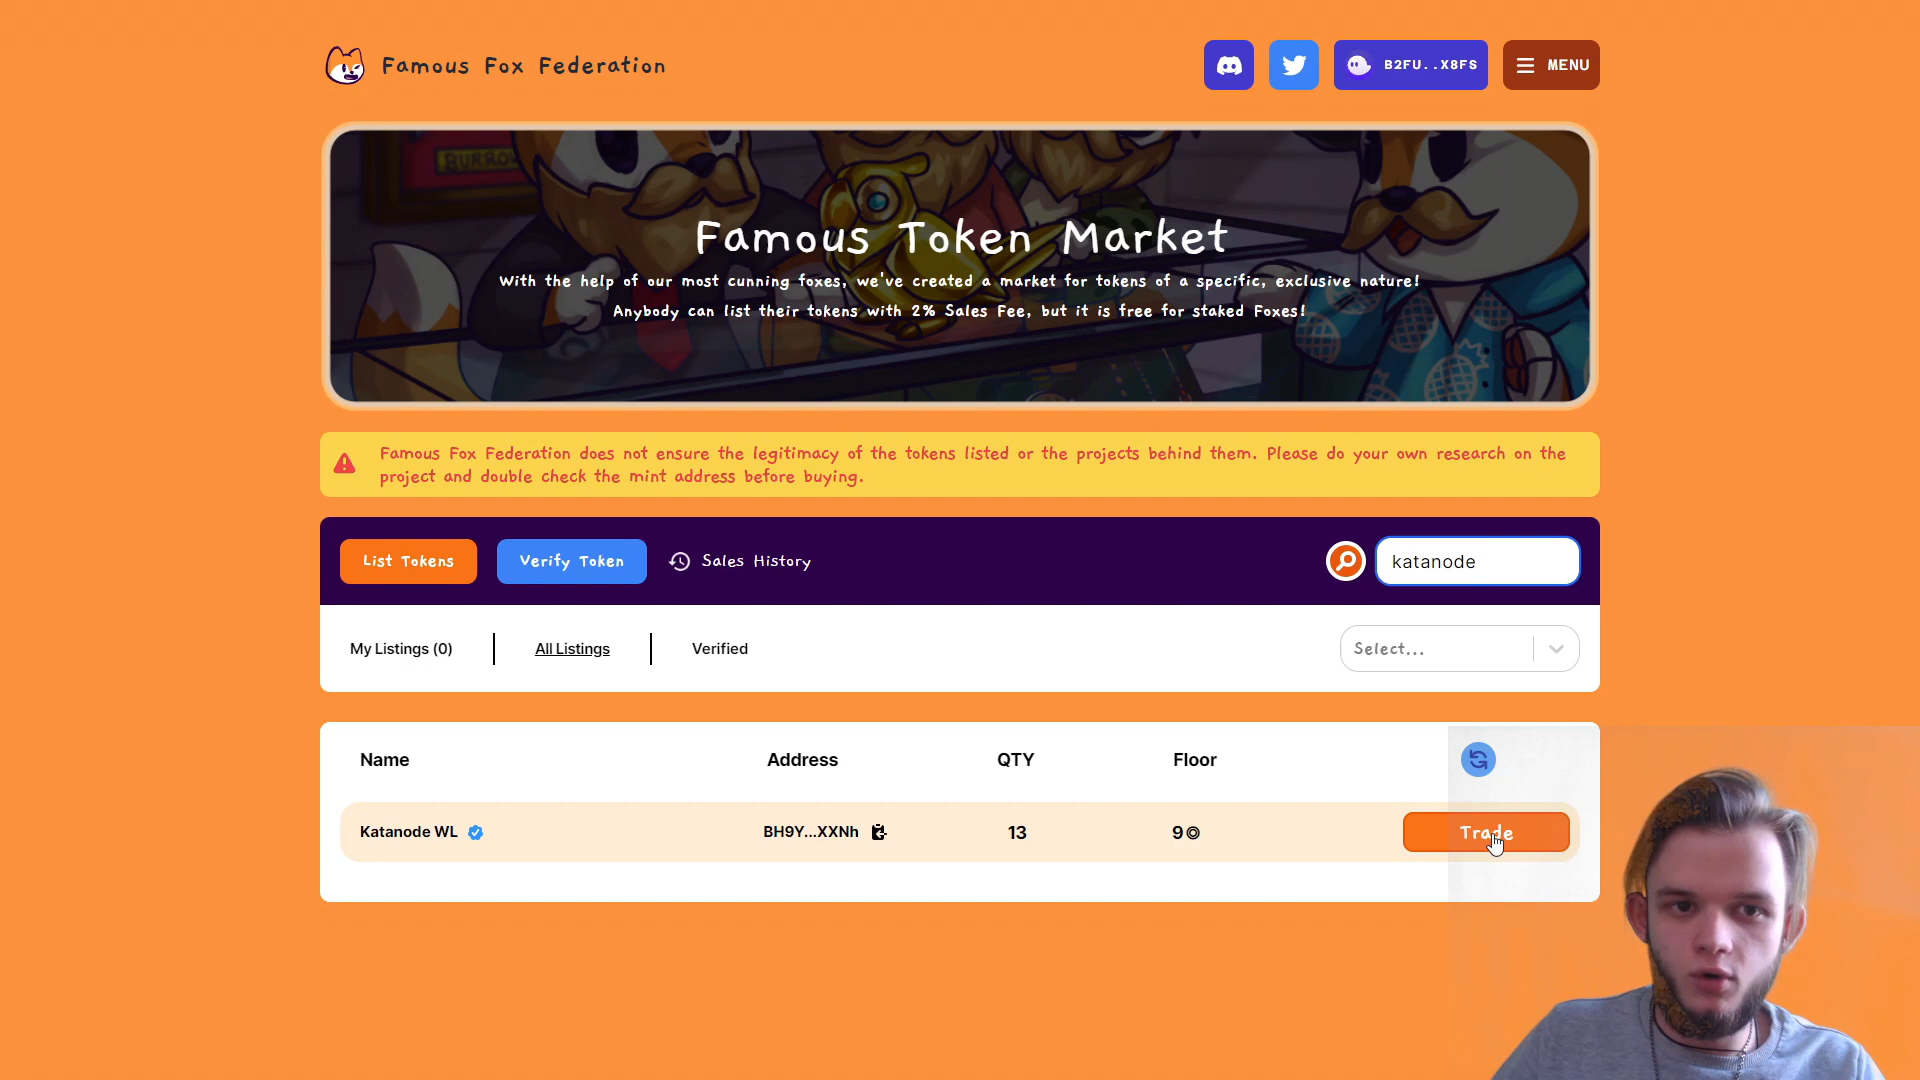 Famous Fox Federation
B2FU..X8FS
MENU
BURROW
Famous Token Market
With the help of our most cunning foxes, we've created a market for tokens of a specific, exclusive nature!
Anybody can list their tokens with 2% Sales Fee, but it is free for staked Foxes!
Famous Fox Federation does not ensure the legitimacy of the tokens listed or the projects behind them. Please do your own research on the
project and double check the mint address before buying.
List Tokens
Verify Token
Sales History
katanode
My Listings (0)
All Listings
Verified
Select...
Name
Address
QTY
Floor
Katanode WL
BH9Y...XXNh
13
9
Trade